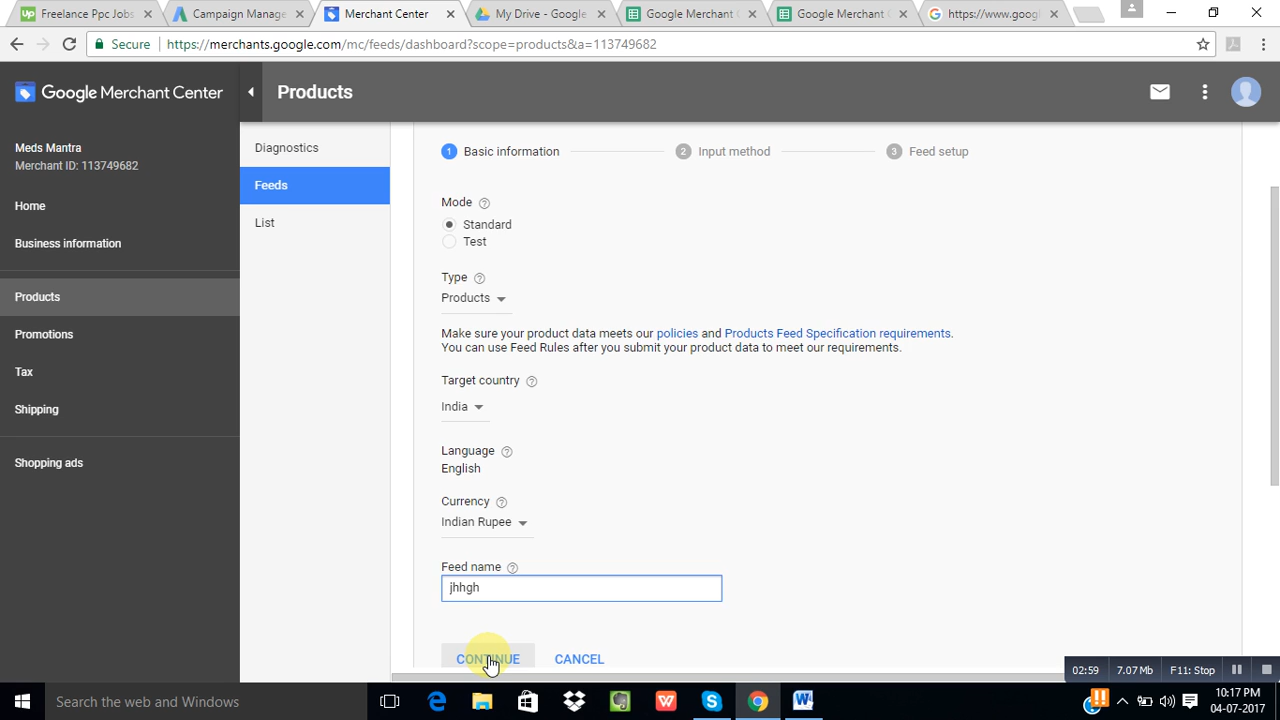 Freelance Ppc Jobs
Campaign Manage
Merchant Center
My Drive - Google
Google Merchant
Google Merchant
https://www.goog
Secure
https://merchants.google.com/mc/feeds/dashboard?scope=products&a=113749682
Google Merchant Center
Products
Meds Mantra
Merchant ID: 113749682
Home
Business information
Products
Promotions
Tax
Shipping
Shopping ads
Diagnostics
Feeds
List
1 Basic information
2 Input method
3 Feed setup
Mode
Standard
Test
Type
Products
Make sure your product data meets our policies and Products Feed Specification requirements.
You can use Feed Rules after you submit your product data to meet our requirements.
Target country
India
Language
English
Currency
Indian Rupee
Feed name
jhhgh
CONTINUE
CANCEL
02:59
7.07 Mb
F11: Stop
Search the web and Windows
10:17 PM
04-07-2017